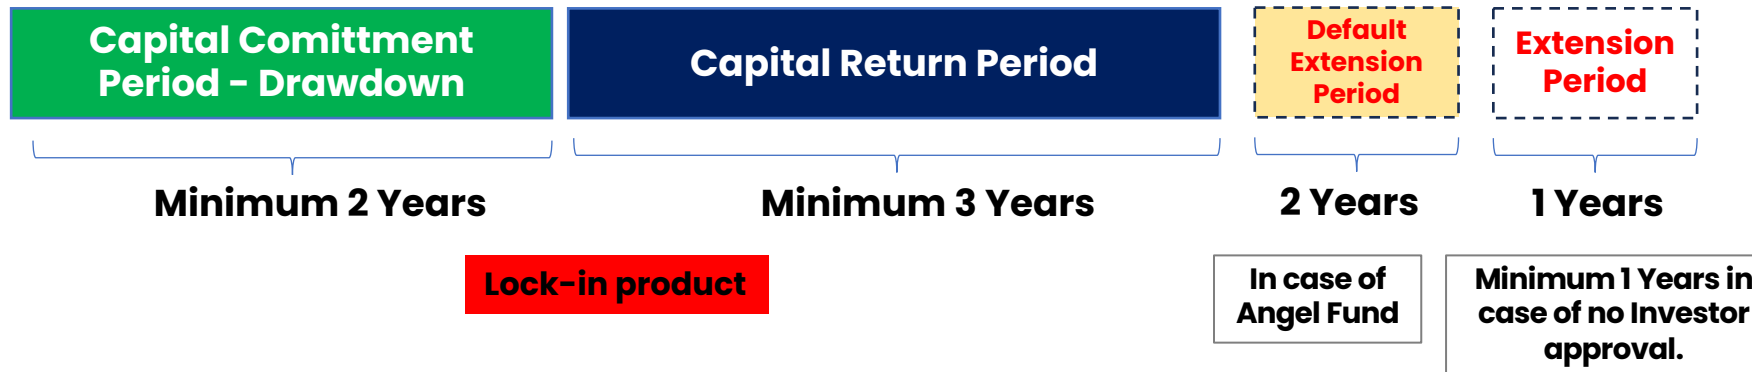 Capital Comittment
Period - Drawdown
Capital Return Period
Default
Extension
Period
Extension
Period
Minimum 2 Years
Minimum 3 Years
2 Years
1 Years
Lock-in product
In case of
Angel Fund
Minimum 1 Years in
case of no Investor
approval.